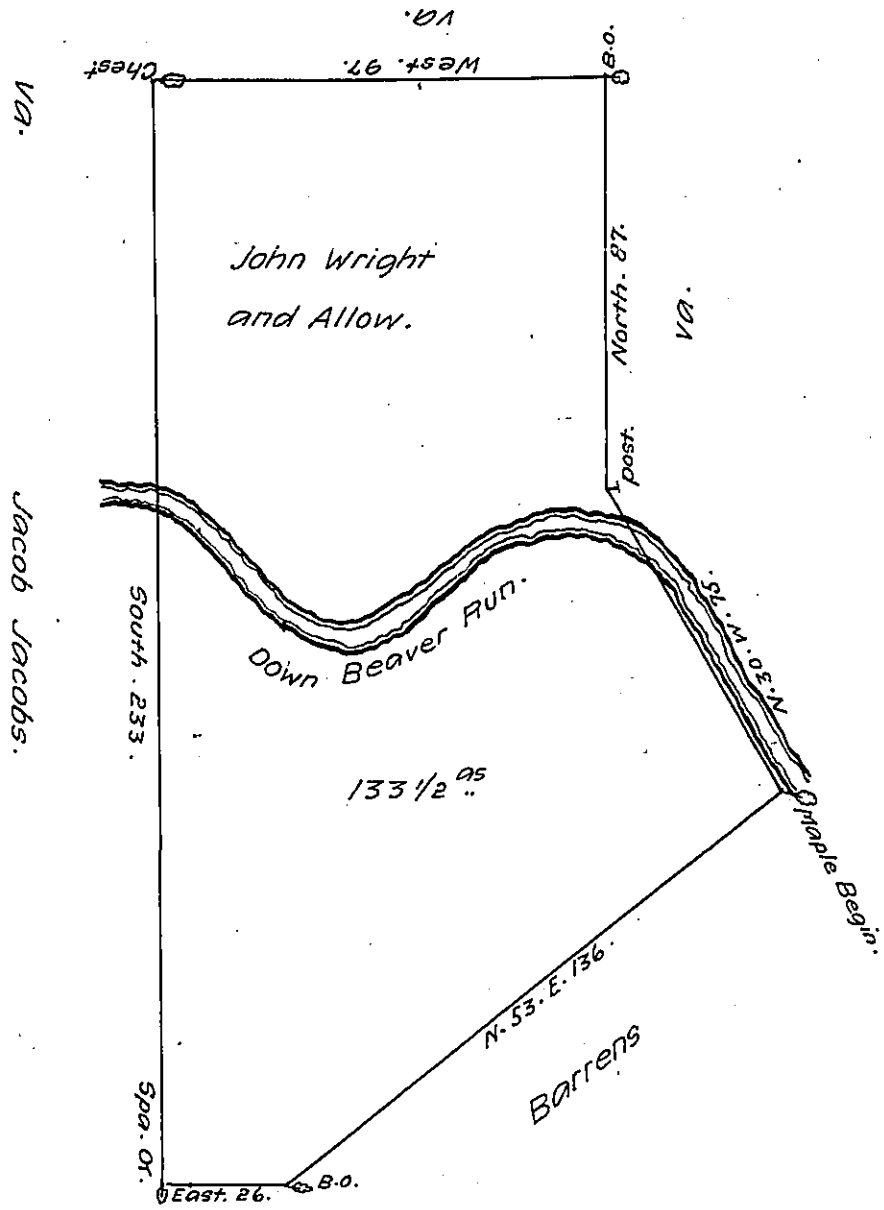 Va.
West. 97.
Chest
B.O.
Va.
John Wright
and Allow.
North. 87.
Va.
post.
N. 30. W. 75.
Down Beaver Run.
South. 233.
Jacob Jacobs.
133 1/2 as
Maple Begin.
N. 53. E. 136.
Barrens
Spa. Or.
East. 26.
B.O.